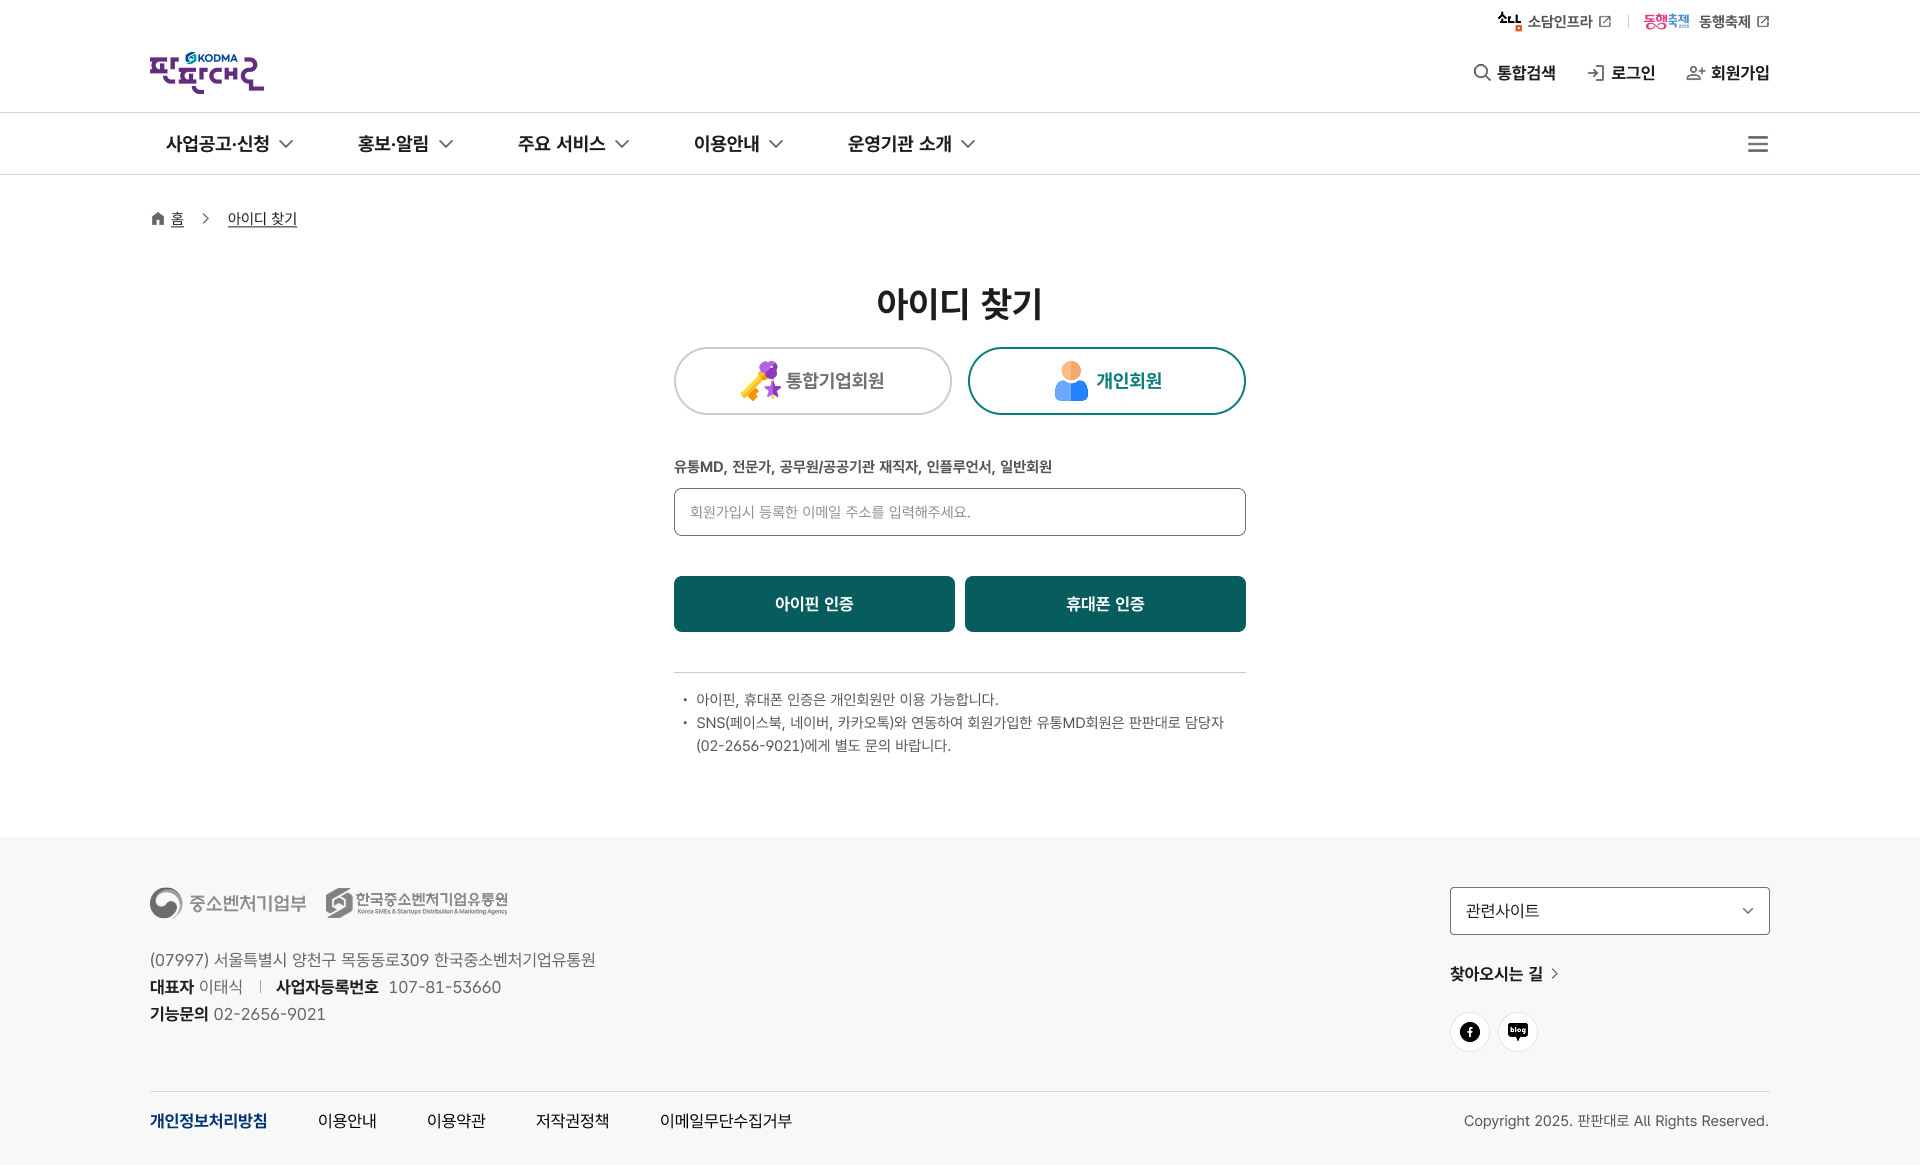 소담 소담인프라
동행축제 2025 동행축제
KODMA
판판대로
통합검색
로그인
회원가입
사업공고·신청
홍보·알림
주요 서비스
이용안내
운영기관 소개
홈
아이디 찾기
아이디 찾기
통합기업회원
개인회원
유통MD, 전문가, 공무원/공공기관 재직자, 인플루언서, 일반회원
회원가입시 등록한 이메일 주소를 입력해주세요.
아이핀 인증
휴대폰 인증
• 아이핀, 휴대폰 인증은 개인회원만 이용 가능합니다.
• SNS(페이스북, 네이버, 카카오톡)와 연동하여 회원가입한 유통MD회원은 판판대로 담당자
(02-2656-9021)에게 별도 문의 바랍니다.
중소벤처기업부
한국중소벤처기업유통원
Korea SMEs & Startups Distribution & Marketing Agency
관련사이트
(07997) 서울특별시 양천구 목동동로309 한국중소벤처기업유통원
대표자 이태식 | 사업자등록번호 107-81-53660
기능문의 02-2656-9021
찾아오시는 길
f
blog
개인정보처리방침
이용안내
이용약관
저작권정책
이메일무단수집거부
Copyright 2025. 판판대로 All Rights Reserved.